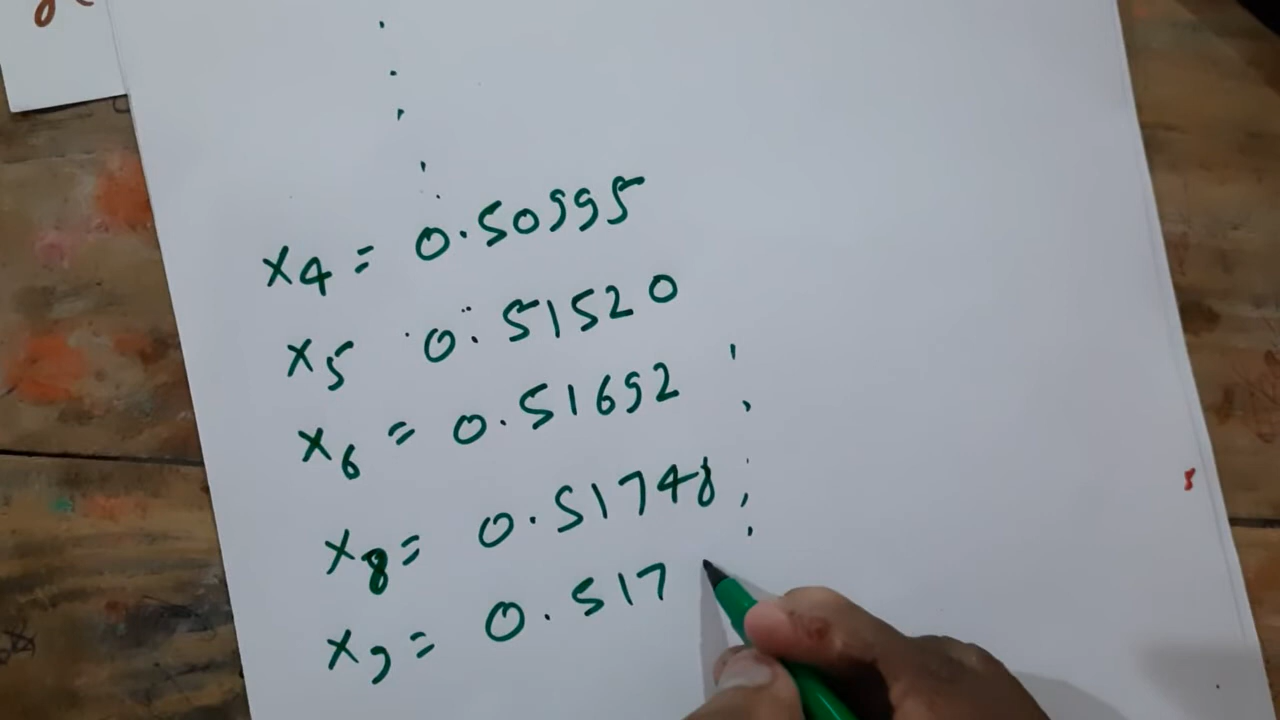 x4 = 0.50995
x5 0.51520
x6 = 0.51692
x8 = 0.51748
x9 = 0.517